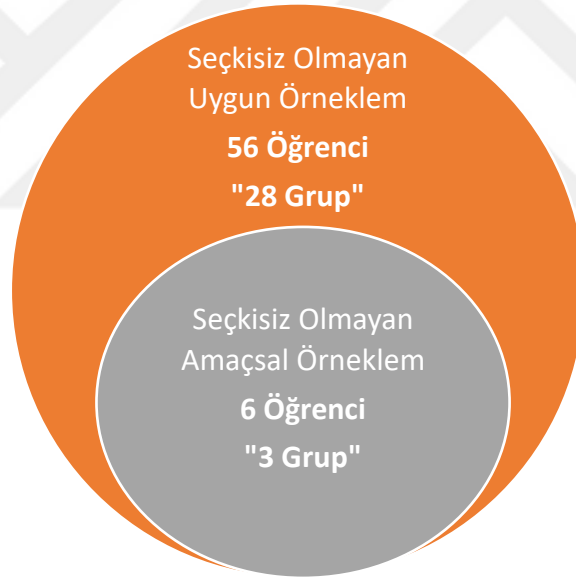 Seçkisiz Olmayan
Uygun Örneklem
56 Öğrenci
"28 Grup"
Seçkisiz Olmayan
Amaçsal Örneklem
6 Öğrenci
"3 Grup"